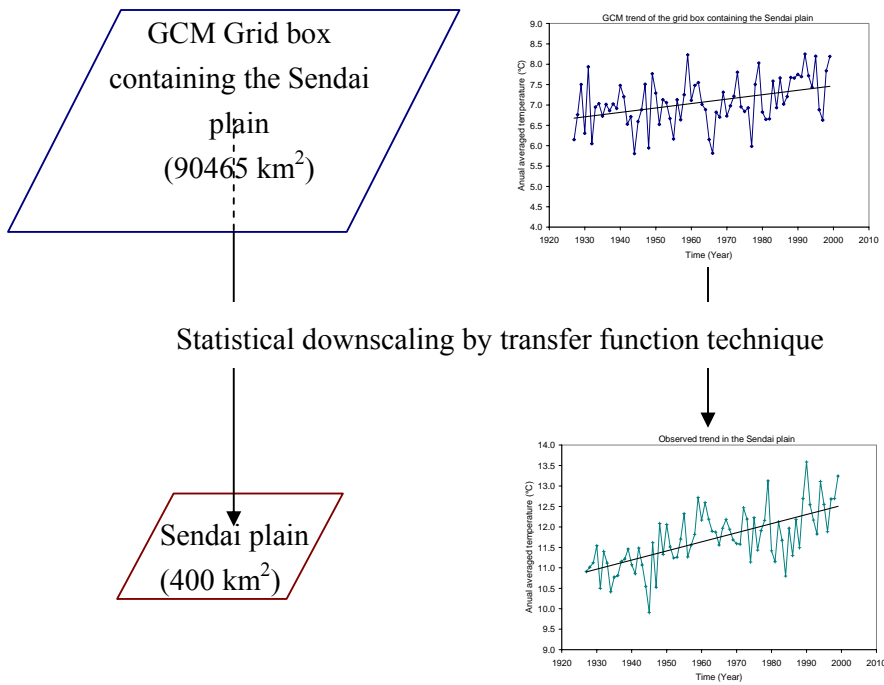 GCM Grid box
containing the Sendai
plain
(90465 km²)
GCM trend of the grid box containing the Sendai plain
Anual averaged temperature (°C)
9.0
8.5
8.0
7.5
7.0
6.5
6.0
5.5
5.0
4.5
4.0
1920 1930 1940 1950 1960 1970 1980 1990 2000 2010
Time (Year)
Statistical downscaling by transfer function technique
Sendai plain
(400 km²)
Observed trend in the Sendai plain
Anual averaged temperature (°C)
14.0
13.5
13.0
12.5
12.0
11.5
11.0
10.5
10.0
9.5
9.0
1920 1930 1940 1950 1960 1970 1980 1990 2000 2010
Time (Year)